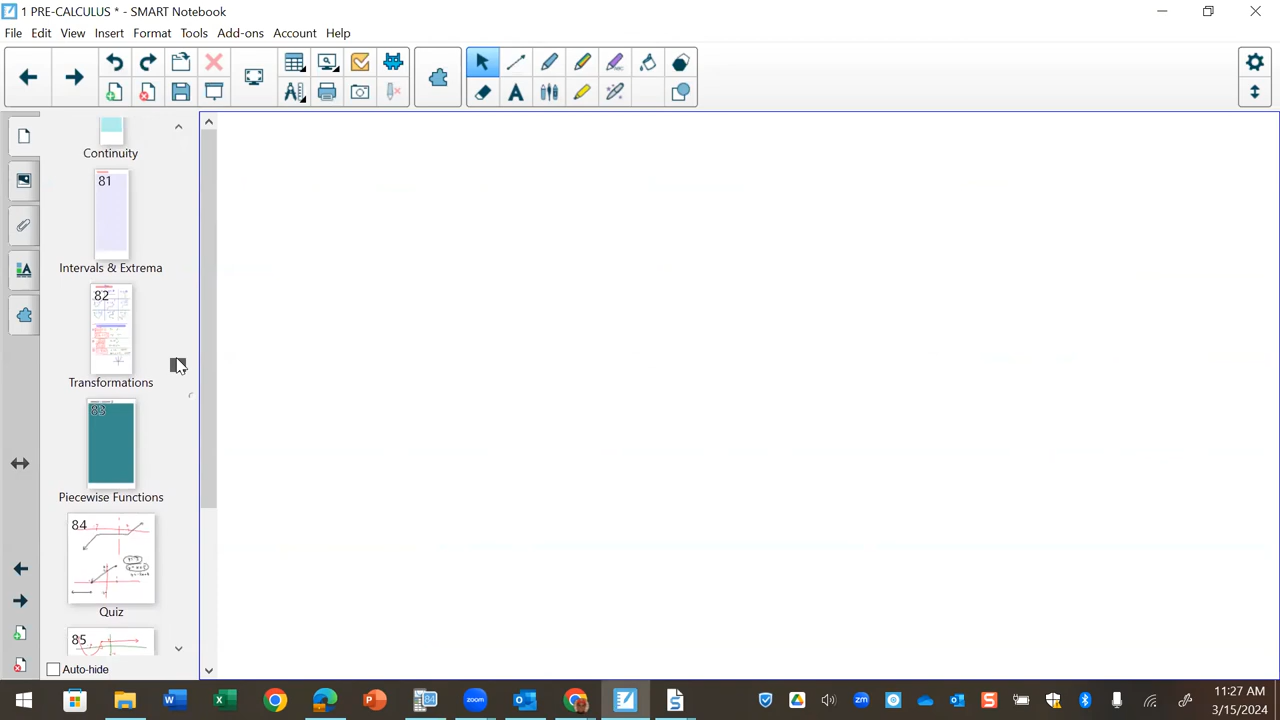 1 PRE-CALCULUS * - SMART Notebook
File Edit View Insert Format Tools Add-ons Account Help
Continuity
81
Intervals & Extrema
82
Transformations
83
Piecewise Functions
84
Quiz
85
Auto-hide
11:27 AM
3/15/2024